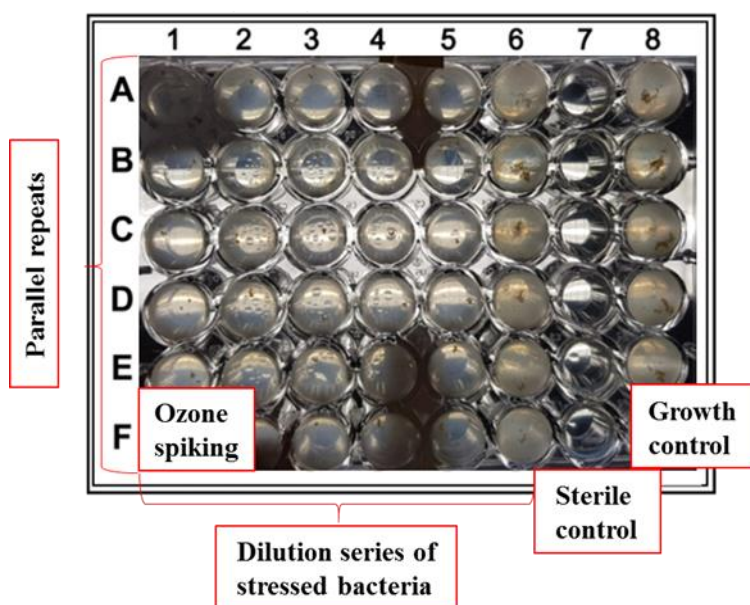 1 2 3 4 5 6 7 8
A
B
C
D
E
F
Parallel repeats
Ozone
spiking
Growth
control
Sterile
control
Dilution series of
stressed bacteria